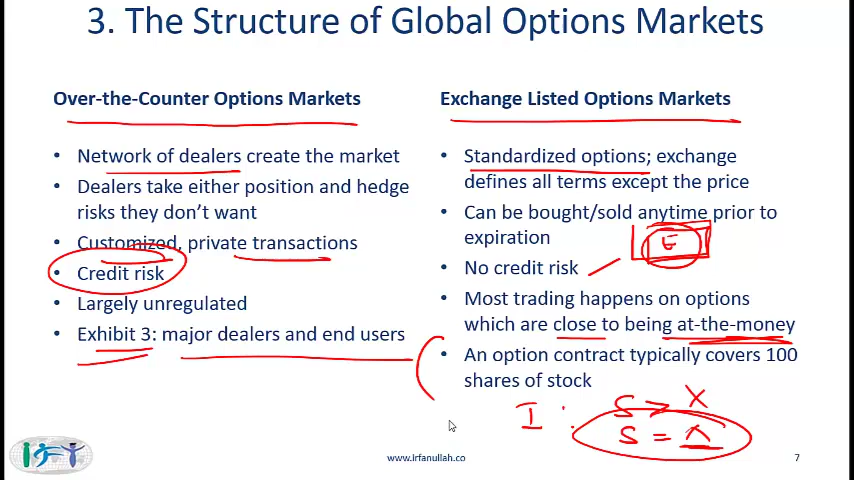 3. The Structure of Global Options Markets
Over-the-Counter Options Markets
• Network of dealers create the market
• Dealers take either position and hedge
risks they don't want
• Customized, private transactions
• Credit risk
• Largely unregulated
• Exhibit 3: major dealers and end users
Exchange Listed Options Markets
• Standardized options; exchange
defines all terms except the price
• Can be bought/sold anytime prior to
expiration
E
• No credit risk
• Most trading happens on options
which are close to being at-the-money
• An option contract typically covers 100
shares of stock
I : S > X
S = X
www.irfanullah.co
7